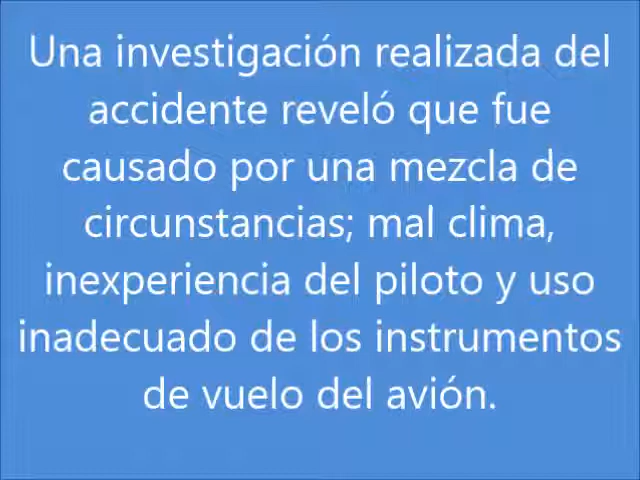 Una investigación realizada del
accidente reveló que fue
causado por una mezcla de
circunstancias; mal clima,
inexperiencia del piloto y uso
inadecuado de los instrumentos
de vuelo del avión.